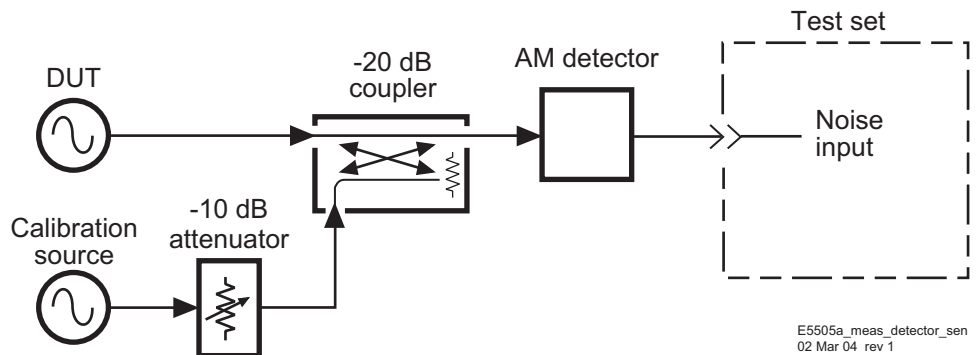 Test set
DUT
-20 dB
coupler
AM detector
Noise
input
-10 dB
attenuator
Calibration
source
E5505a_meas_detector_sen
02 Mar 04 rev 1